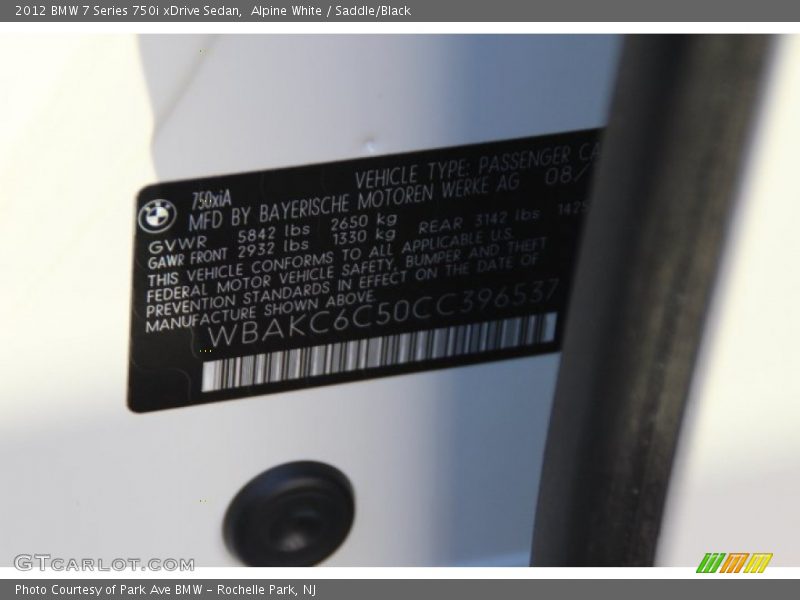 2012 BMW 7 Series 750i xDrive Sedan,  Alpine White / Saddle/Black
750xiA
VEHICLE TYPE: PASSENGER CA
MFD BY BAYERISCHE MOTOREN WERKE AG 08/
GVWR 5842 lbs 2650 kg
GAWR FRONT 2932 lbs 1330 kg REAR 3142 lbs 1425
THIS VEHICLE CONFORMS TO ALL APPLICABLE U.S.
FEDERAL MOTOR VEHICLE SAFETY, BUMPER AND THEFT
PREVENTION STANDARDS IN EFFECT ON THE DATE OF
MANUFACTURE SHOWN ABOVE.
WBAKC6C50CC396537
GTCARLOT.COM
Photo Courtesy of Park Ave BMW - Rochelle Park, NJ